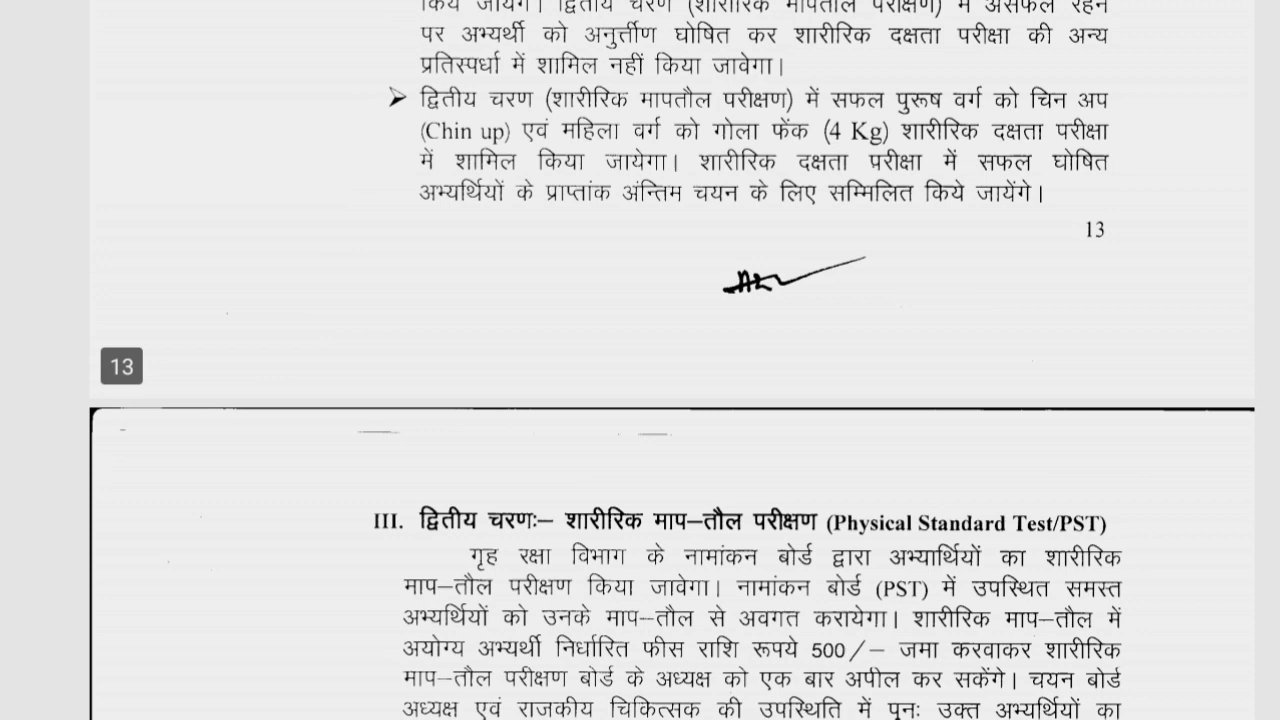 किये जायेंगे। द्वितीय चरण (शारीरिक मापतौल परीक्षण) में असफल रहने
पर अभ्यर्थी को अनुर्त्तीण घोषित कर शारीरिक दक्षता परीक्षा की अन्य
प्रतिस्पर्धा में शामिल नहीं किया जावेगा।
➢ द्वितीय चरण (शारीरिक मापतौल परीक्षण) में सफल पुरूष वर्ग को चिन अप
(Chin up) एवं महिला वर्ग को गोला फेंक (4 Kg) शारीरिक दक्षता परीक्षा
में शामिल किया जायेगा। शारीरिक दक्षता परीक्षा में सफल घोषित
अभ्यर्थियों के प्राप्तांक अंन्तिम चयन के लिए सम्मिलित किये जायेंगे।
13
13
III. द्वितीय चरणः– शारीरिक माप–तौल परीक्षण (Physical Standard Test/PST)
गृह रक्षा विभाग के नामांकन बोर्ड द्वारा अभ्यार्थियों का शारीरिक
माप–तौल परीक्षण किया जावेगा। नामांकन बोर्ड (PST) में उपस्थित समस्त
अभ्यर्थियों को उनके माप–तौल से अवगत करायेगा। शारीरिक माप–तौल में
अयोग्य अभ्यर्थी निर्धारित फीस राशि रूपये 500/– जमा करवाकर शारीरिक
माप–तौल परीक्षण बोर्ड के अध्यक्ष को एक बार अपील कर सकेंगे। चयन बोर्ड
अध्यक्ष एवं राजकीय चिकित्सक की उपस्थिति में पुनः उक्त अभ्यर्थियों का